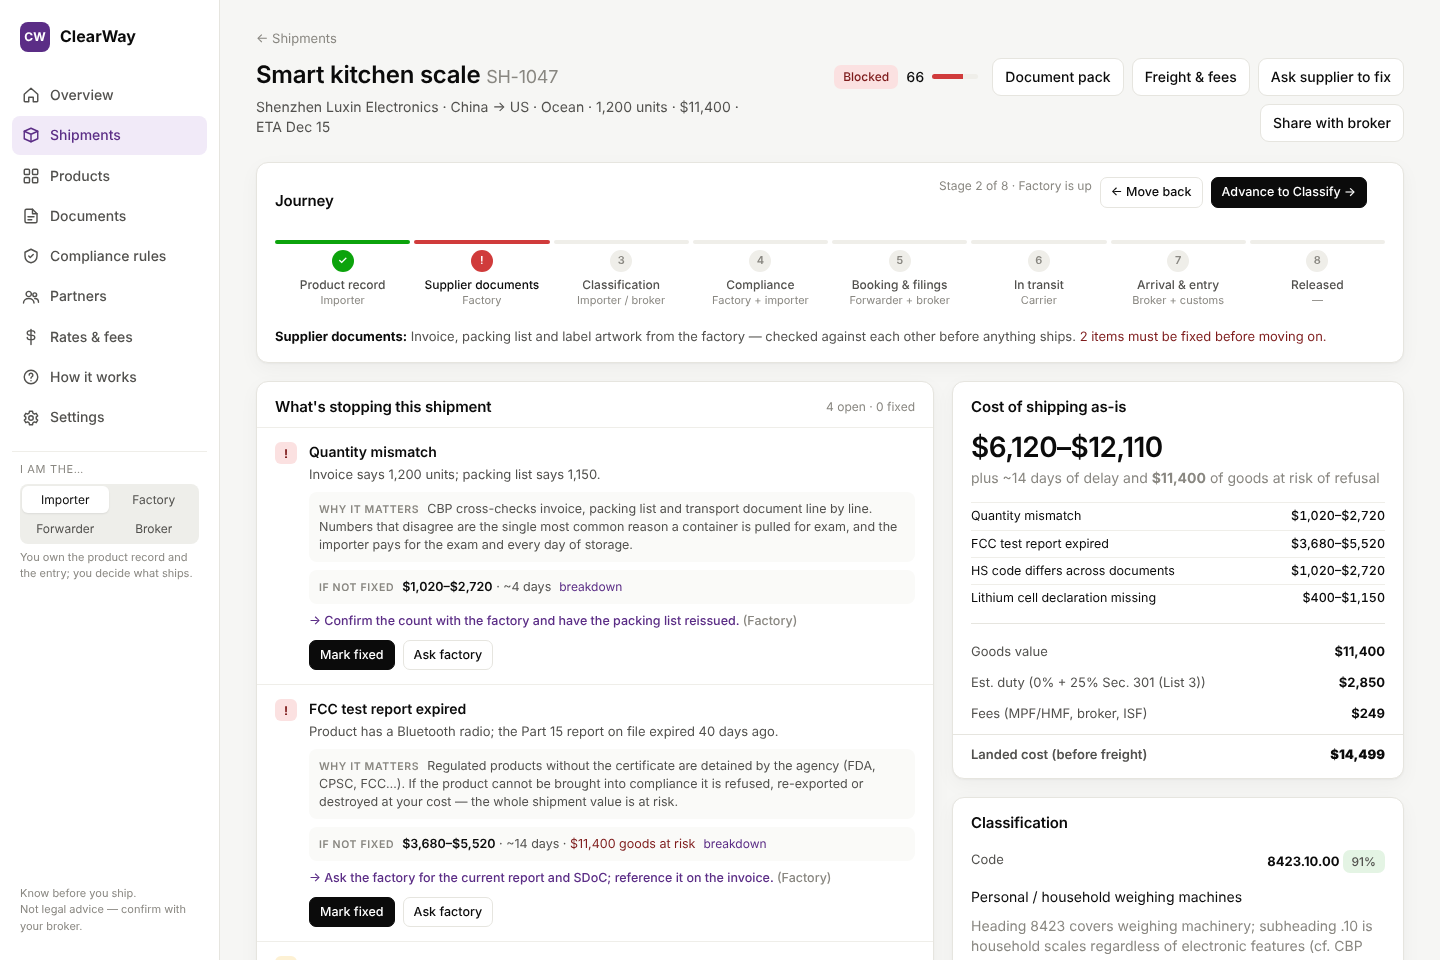 CW ClearWay
Overview
Shipments
Products
Documents
Compliance rules
Partners
Rates & fees
How it works
Settings
I AM THE...
Importer Factory
Forwarder Broker
You own the product record and
the entry; you decide what ships.
Know before you ship.
Not legal advice — confirm with
your broker.
← Shipments
Smart kitchen scale SH-1047
Shenzhen Luxin Electronics · China → US · Ocean · 1,200 units · $11,400 ·
ETA Dec 15
Blocked 66 Document pack Freight & fees Ask supplier to fix
Share with broker
Journey
Stage 2 of 8 · Factory is up ← Move back Advance to Classify →
✓ ! 3 4 5 6 7 8
Product record Supplier documents Classification Compliance Booking & filings In transit Arrival & entry Released
Importer Factory Importer / broker Factory + importer Forwarder + broker Carrier Broker + customs —
Supplier documents: Invoice, packing list and label artwork from the factory — checked against each other before anything ships. 2 items must be fixed before moving on.
What's stopping this shipment 4 open · 0 fixed
! Quantity mismatch
Invoice says 1,200 units; packing list says 1,150.
WHY IT MATTERS CBP cross-checks invoice, packing list and transport document line by line.
Numbers that disagree are the single most common reason a container is pulled for exam, and the
importer pays for the exam and every day of storage.
IF NOT FIXED $1,020–$2,720 · ~4 days breakdown
→ Confirm the count with the factory and have the packing list reissued. (Factory)
Mark fixed Ask factory
! FCC test report expired
Product has a Bluetooth radio; the Part 15 report on file expired 40 days ago.
WHY IT MATTERS Regulated products without the certificate are detained by the agency (FDA,
CPSC, FCC...). If the product cannot be brought into compliance it is refused, re-exported or
destroyed at your cost — the whole shipment value is at risk.
IF NOT FIXED $3,680–$5,520 · ~14 days · $11,400 goods at risk breakdown
→ Ask the factory for the current report and SDoC; reference it on the invoice. (Factory)
Mark fixed Ask factory
Cost of shipping as-is
$6,120–$12,110
plus ~14 days of delay and $11,400 of goods at risk of refusal
Quantity mismatch $1,020–$2,720
FCC test report expired $3,680–$5,520
HS code differs across documents $1,020–$2,720
Lithium cell declaration missing $400–$1,150
Goods value $11,400
Est. duty (0% + 25% Sec. 301 (List 3)) $2,850
Fees (MPF/HMF, broker, ISF) $249
Landed cost (before freight) $14,499
Classification
Code 8423.10.00 91%
Personal / household weighing machines
Heading 8423 covers weighing machinery; subheading .10 is
household scales regardless of electronic features (cf. CBP